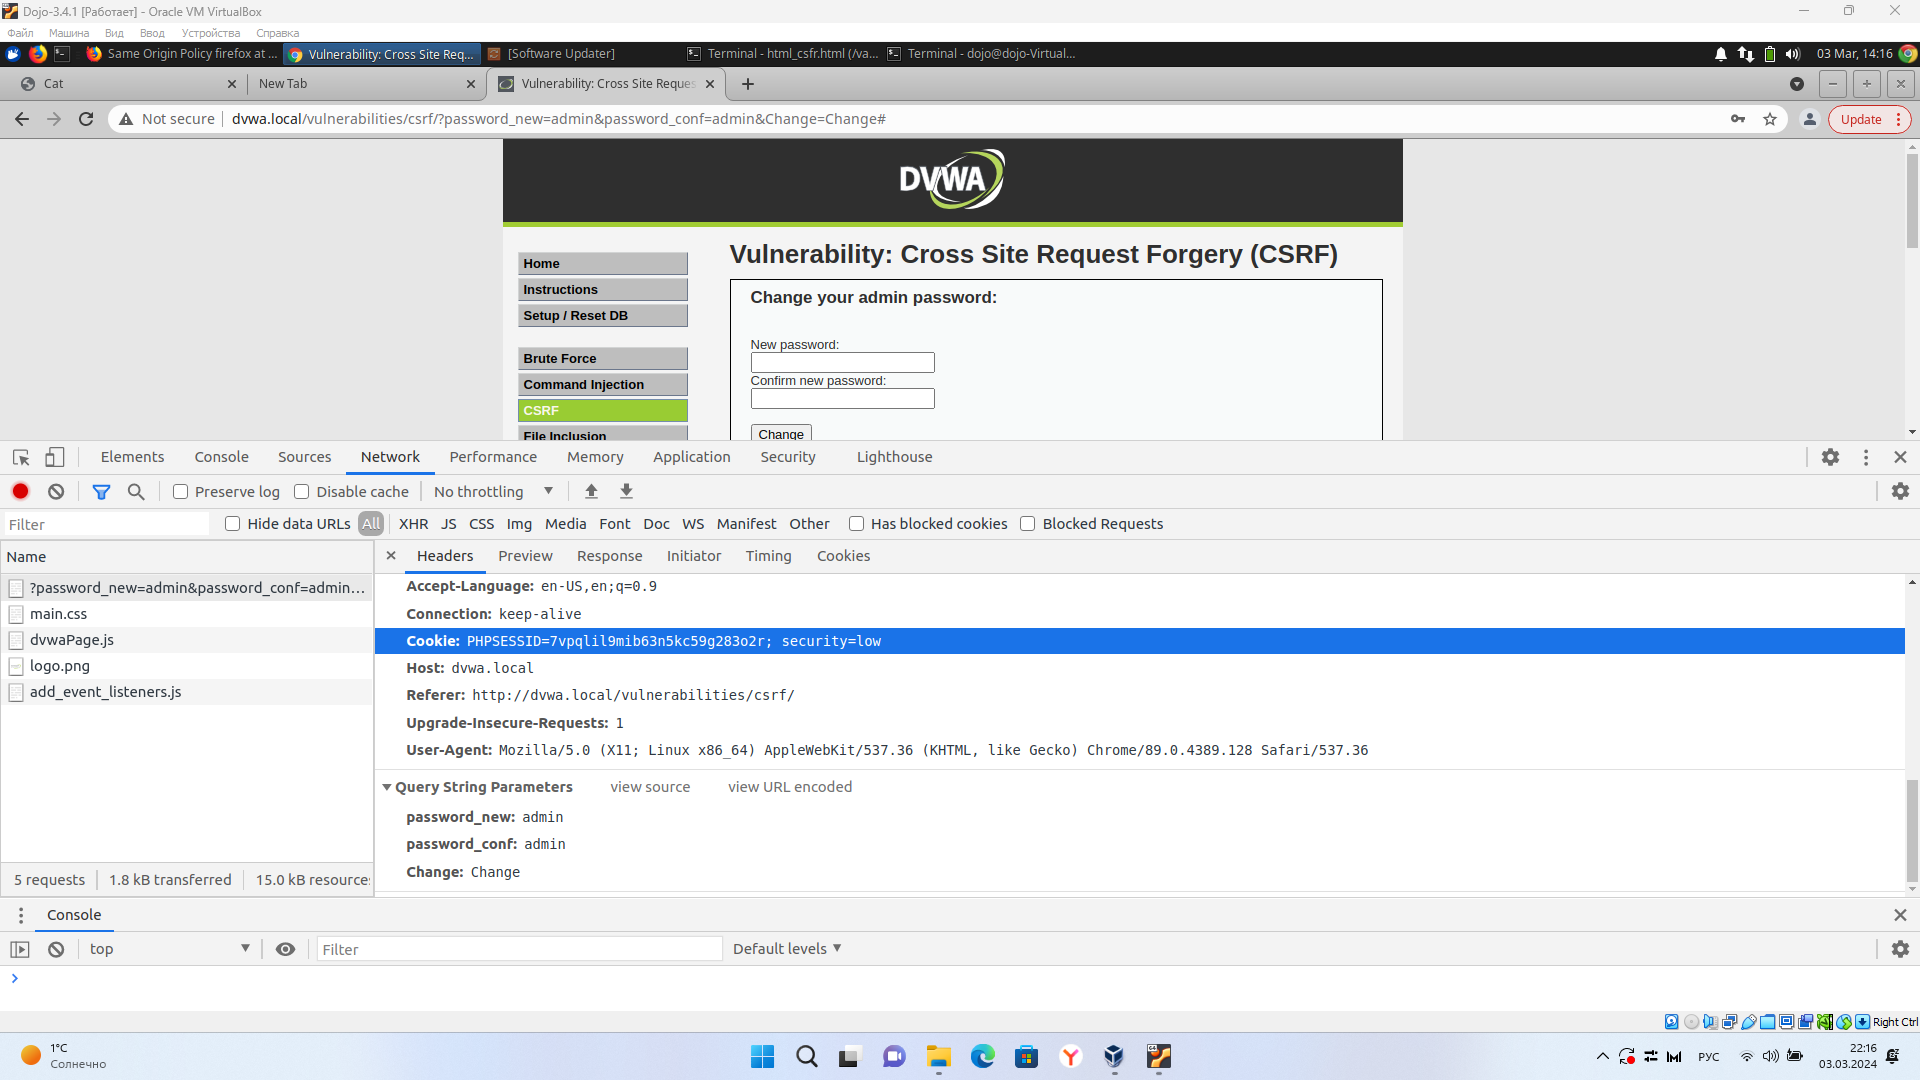 Dojo-3.4.1 [Работает] - Oracle VM VirtualBox
Файл Машина Вид Ввод Устройства Справка
Same Origin Policy firefox at ... Vulnerability: Cross Site Req... [Software Updater] Terminal - html_csfr.html (/va... Terminal - dojo@dojo-Virtual... 03 Mar, 14:16
Cat New Tab Vulnerability: Cross Site Reques
Not secure dvwa.local/vulnerabilities/csrf/?password_new=admin&password_conf=admin&Change=Change# Update
DVWA
Vulnerability: Cross Site Request Forgery (CSRF)
Home
Instructions
Setup / Reset DB
Brute Force
Command Injection
CSRF
File Inclusion
Change your admin password:
New password:
Confirm new password:
Change
Elements Console Sources Network Performance Memory Application Security Lighthouse
Preserve log Disable cache No throttling
Filter Hide data URLs All XHR JS CSS Img Media Font Doc WS Manifest Other Has blocked cookies Blocked Requests
Name
?password_new=admin&password_conf=admin...
main.css
dvwaPage.js
logo.png
add_event_listeners.js
5 requests 1.8 kB transferred 15.0 kB resource
Headers Preview Response Initiator Timing Cookies
Accept-Language: en-US,en;q=0.9
Connection: keep-alive
Cookie: PHPSESSID=7vpqlil9mib63n5kc59g283o2r; security=low
Host: dvwa.local
Referer: http://dvwa.local/vulnerabilities/csrf/
Upgrade-Insecure-Requests: 1
User-Agent: Mozilla/5.0 (X11; Linux x86_64) AppleWebKit/537.36 (KHTML, like Gecko) Chrome/89.0.4389.128 Safari/537.36
Query String Parameters view source view URL encoded
password_new: admin
password_conf: admin
Change: Change
Console
top Filter Default levels
Right Ctrl
1°C
Солнечно
РУС
22:16
03.03.2024